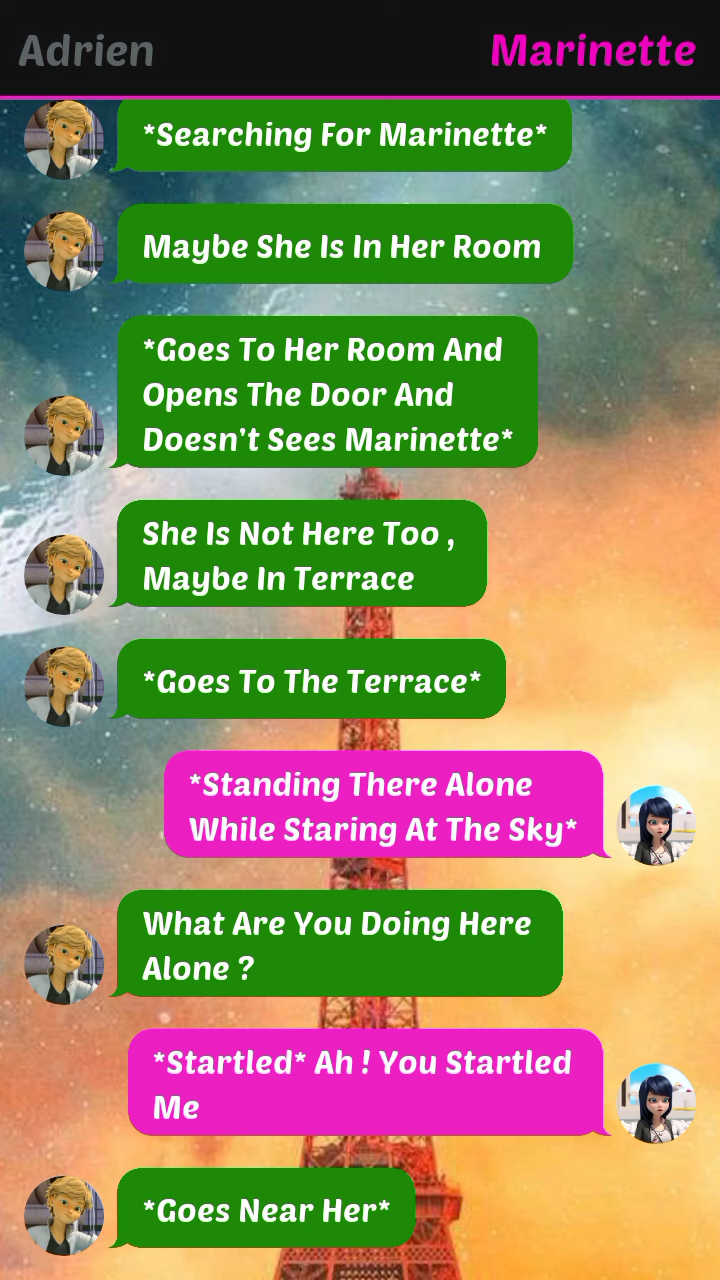 Adrien
Marinette
*Searching For Marinette*
Maybe She Is In Her Room
*Goes To Her Room And
Opens The Door And
Doesn't Sees Marinette*
She Is Not Here Too ,
Maybe In Terrace
*Goes To The Terrace*
*Standing There Alone
While Staring At The Sky*
What Are You Doing Here
Alone ?
*Startled* Ah ! You Startled
Me
*Goes Near Her*